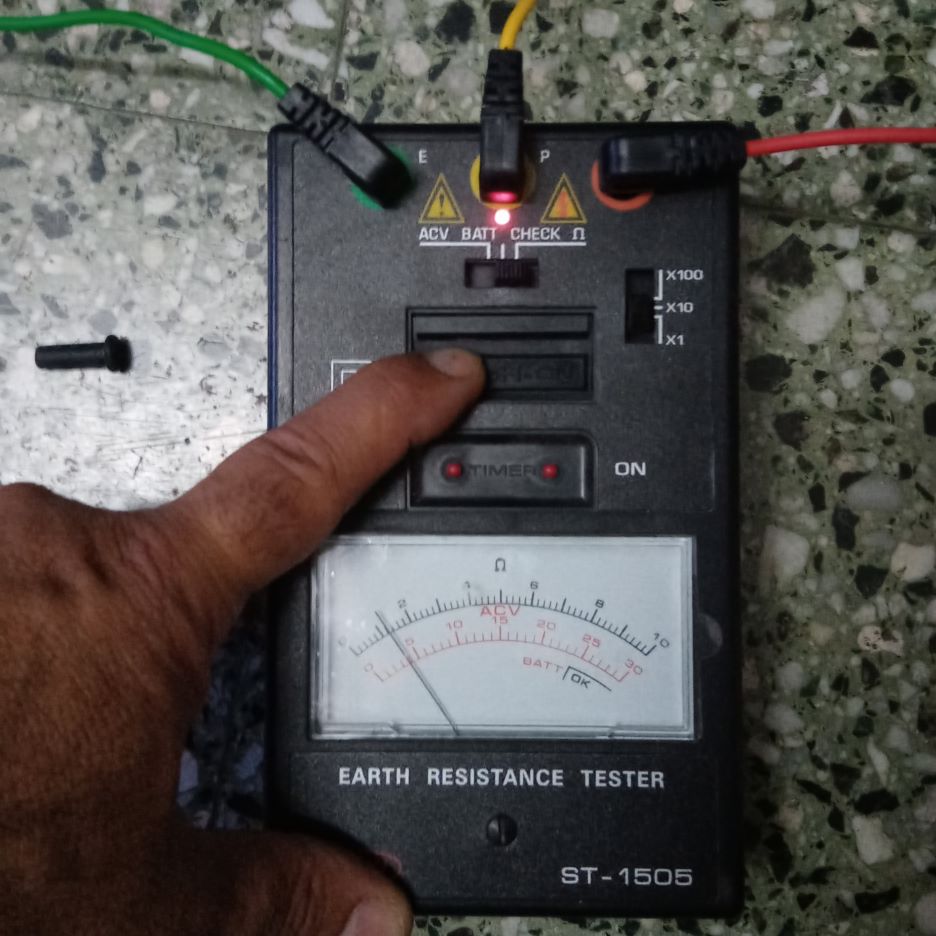 E P
ACV BATT CHECK Ω
X100
X10
X1
TIMER ON
Ω
0 2 4 6 8 10
ACV
0 5 10 15 20 25 30
BATT OK
EARTH RESISTANCE TESTER
ST-1505